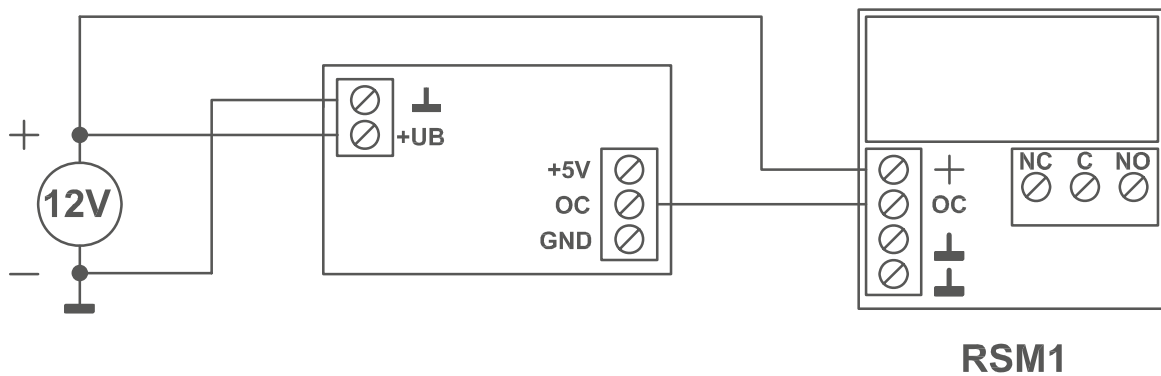 +
12V
−
+UB
+5V
OC
GND
+
OC
NC C NO
RSM1